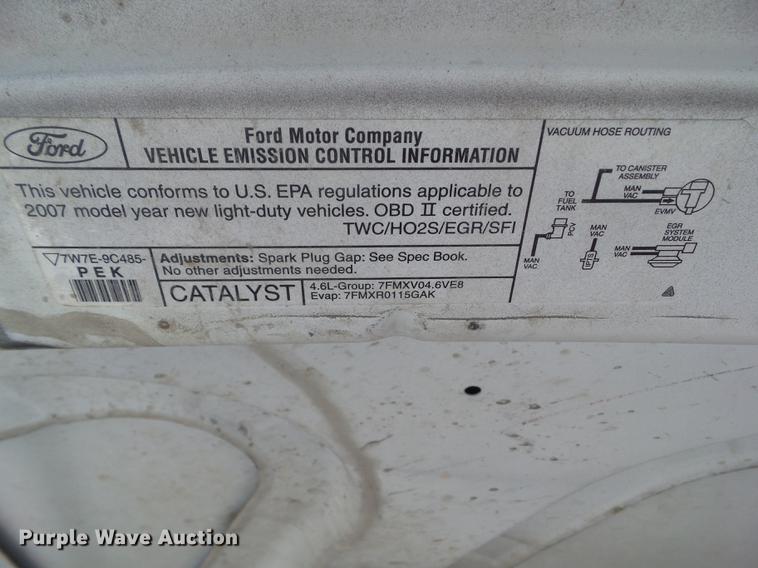 Ford
Ford Motor Company
VEHICLE EMISSION CONTROL INFORMATION
This vehicle conforms to U.S. EPA regulations applicable to
2007 model year new light-duty vehicles. OBD II certified.
TWC/HO2S/EGR/SFI
7W7E-9C485-
PEK
Adjustments: Spark Plug Gap: See Spec Book.
No other adjustments needed.
CATALYST
4.6L-Group: 7FMXV04.6VE8
Evap: 7FMXR0115GAK
VACUUM HOSE ROUTING
TO CANISTER
ASSEMBLY
TO
FUEL
TANK
MAN
VAC
EVMV
PCV
MAN
VAC
MAN
VAC
MAN
VAC
EGR
SYSTEM
MODULE
Purple Wave Auction